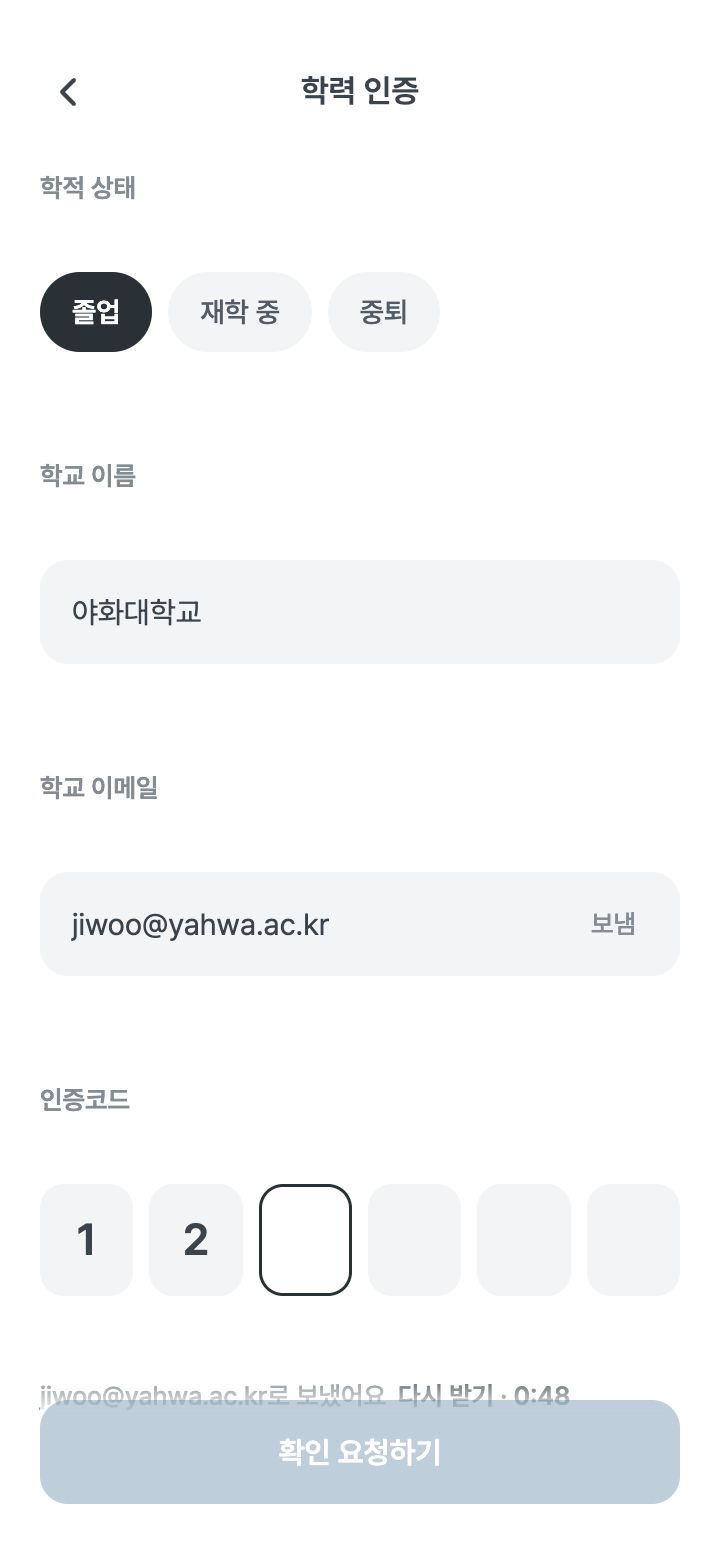 학력 인증
학적 상태
졸업 재학 중 중퇴
학교 이름
야화대학교
학교 이메일
jiwoo@yahwa.ac.kr 보냄
인증코드
1 2
jiwoo@yahwa.ac.kr로 보냈어요 다시 받기 · 0:48
확인 요청하기